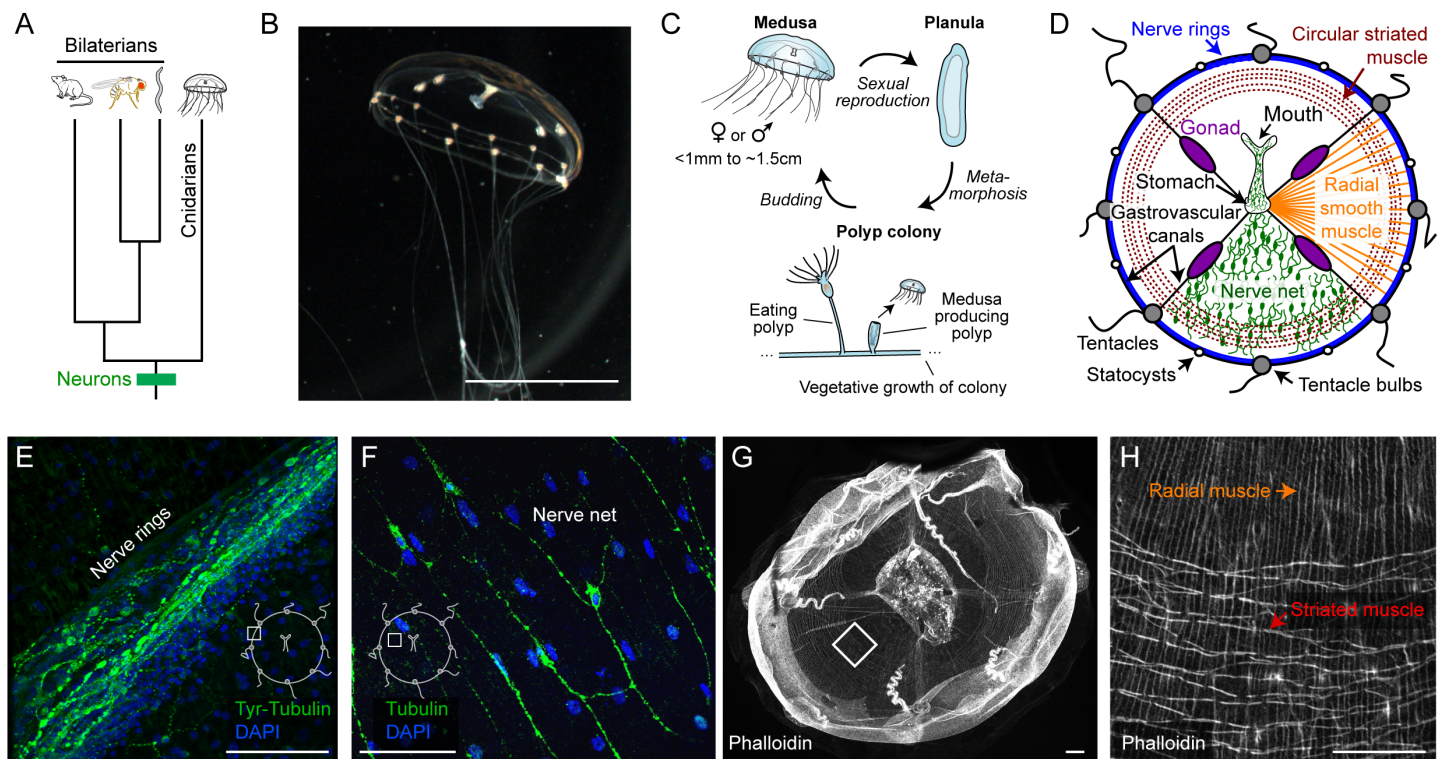 A
Bilaterians
Cnidarians
Neurons
B
C
Medusa
Planula
Sexual
reproduction
♀ or ♂
<1mm to ~1.5cm
Budding
Meta-
morphosis
Polyp colony
Eating
polyp
Medusa
producing
polyp
...
...
Vegetative growth of colony
D
Nerve rings
Circular striated
muscle
Gonad
Mouth
Stomach
Gastrovascular
canals
Radial
smooth
muscle
Nerve net
Tentacles
Statocysts
Tentacle bulbs
E
Nerve rings
Tyr-Tubulin
DAPI
F
Nerve net
Tubulin
DAPI
G
Phalloidin
H
Radial muscle
Striated muscle
Phalloidin